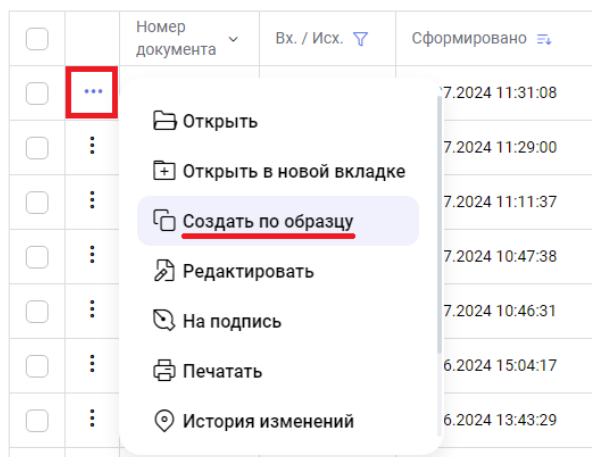 Номер
документа
Вх. / Исх.
Сформировано
7.2024 11:31:08
Открыть
7.2024 11:29:00
Открыть в новой вкладке
7.2024 11:11:37
Создать по образцу
7.2024 10:47:38
Редактировать
7.2024 10:46:31
На подпись
6.2024 15:04:17
Печатать
6.2024 13:43:29
История изменений